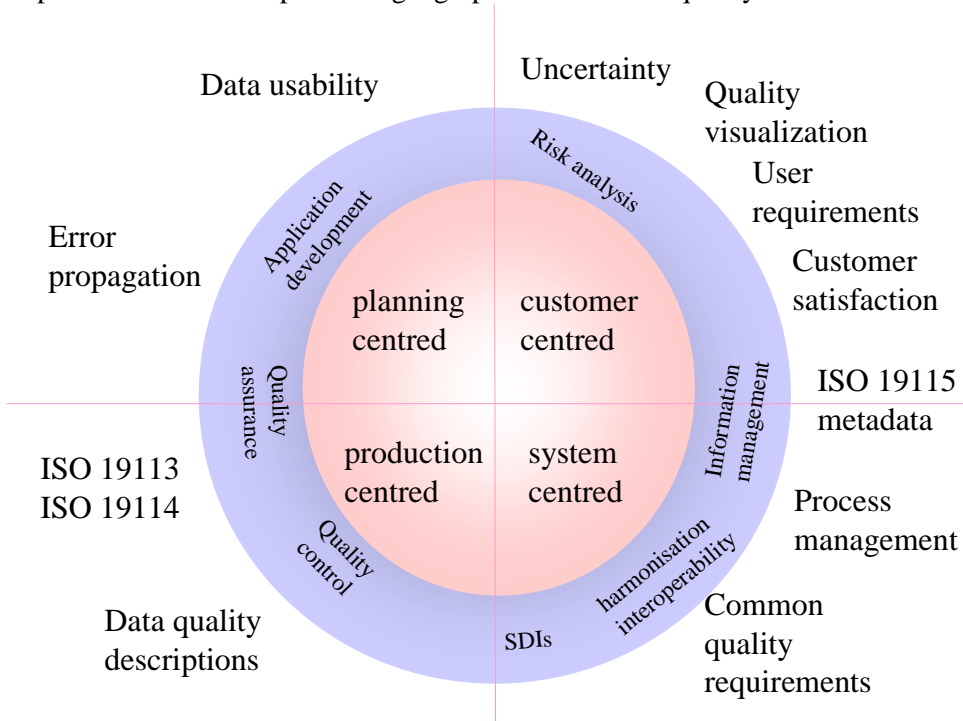 Data usability
Uncertainty
Quality
visualization
User
requirements
Customer
satisfaction
Error
propagation
Risk analysis
Application
development
planning
centred
customer
centred
Quality
assurance
Information
management
ISO 19115
metadata
production
centred
system
centred
ISO 19113
ISO 19114
Quality
control
harmonisation
interoperability
Process
management
SDIs
Data quality
descriptions
Common
quality
requirements